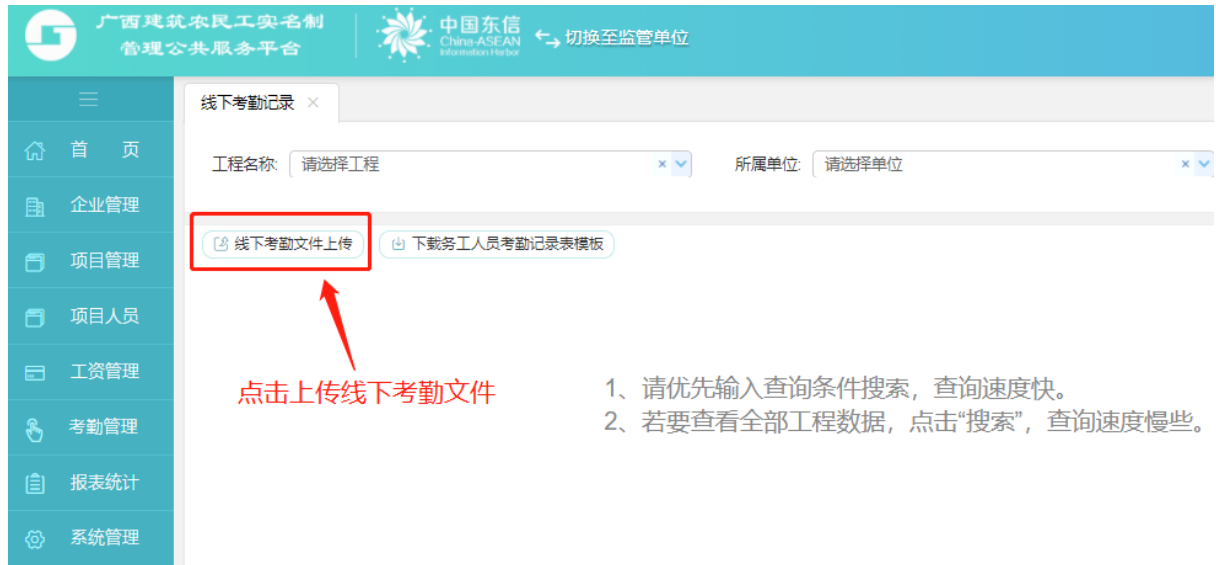 广西建筑农民工实名制
管理公共服务平台
中国东信
China-ASEAN
Information Harbor
切换至监管单位
线下考勤记录
首 页
工程名称: 请选择工程 所属单位: 请选择单位
企业管理
线下考勤文件上传 下载务工人员考勤记录表模板
项目管理
项目人员
工资管理
点击上传线下考勤文件
1、请优先输入查询条件搜索，查询速度快。
2、若要查看全部工程数据，点击“搜索”，查询速度慢些。
考勤管理
报表统计
系统管理